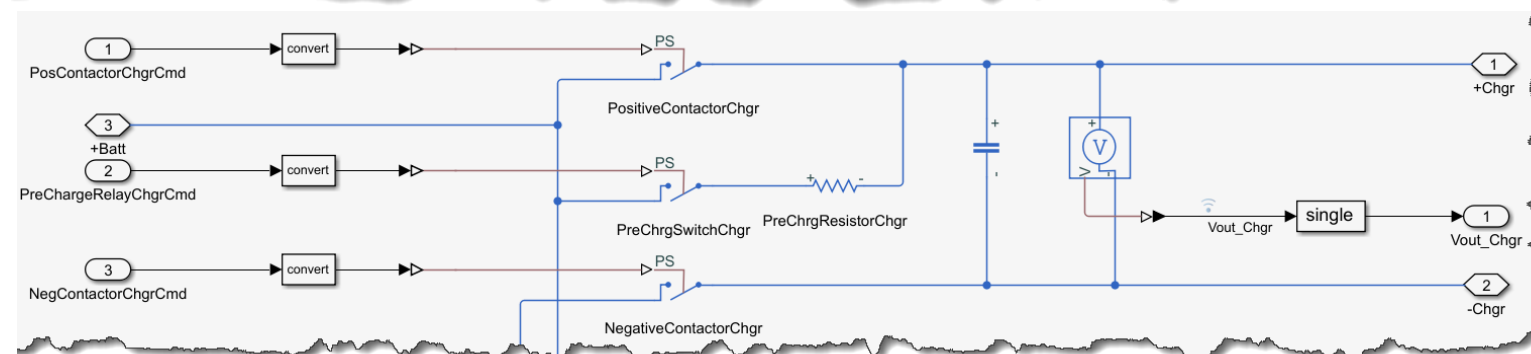 1
convert
PS
PosContactorChgrCmd
PositiveContactorChgr
1
+Chgr
3
+Batt
+
-
+
V
V
-
2
convert
PS
PreChargeRelayChgrCmd
+
-
PreChrgSwitchChgr
PreChrgResistorChgr
Vout_Chgr
single
1
Vout_Chgr
3
convert
PS
NegContactorChgrCmd
NegativeContactorChgr
2
-Chgr